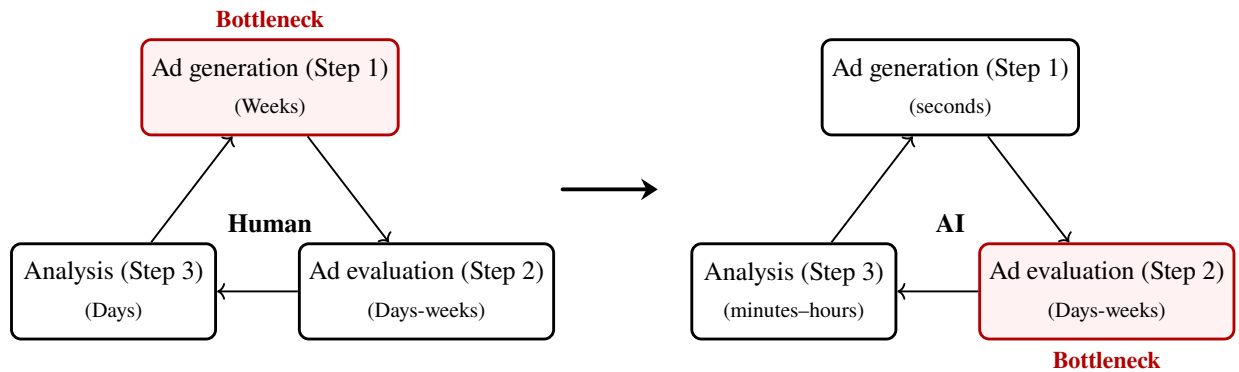 Bottleneck
Ad generation (Step 1)
(Weeks)
Human
Analysis (Step 3)
(Days)
Ad evaluation (Step 2)
(Days-weeks)
Ad generation (Step 1)
(seconds)
AI
Analysis (Step 3)
(minutes–hours)
Ad evaluation (Step 2)
(Days-weeks)
Bottleneck